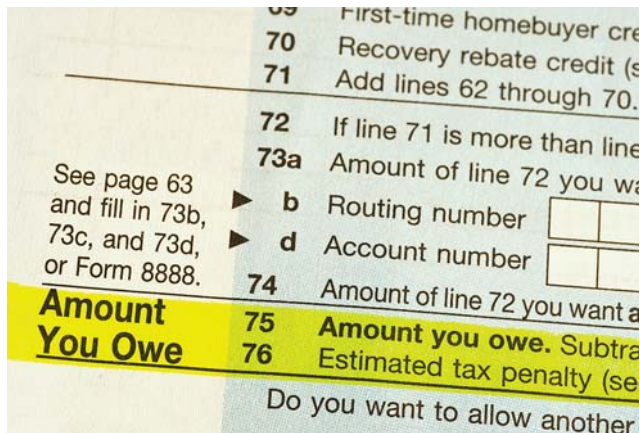 69 First-time homebuyer cre
70 Recovery rebate credit (s
71 Add lines 62 through 70.
72 If line 71 is more than line
73a Amount of line 72 you wa
See page 63
and fill in 73b,
73c, and 73d,
or Form 8888.
b Routing number
d Account number
74 Amount of line 72 you want a
Amount
You Owe
75 Amount you owe. Subtra
76 Estimated tax penalty (se
Do you want to allow another